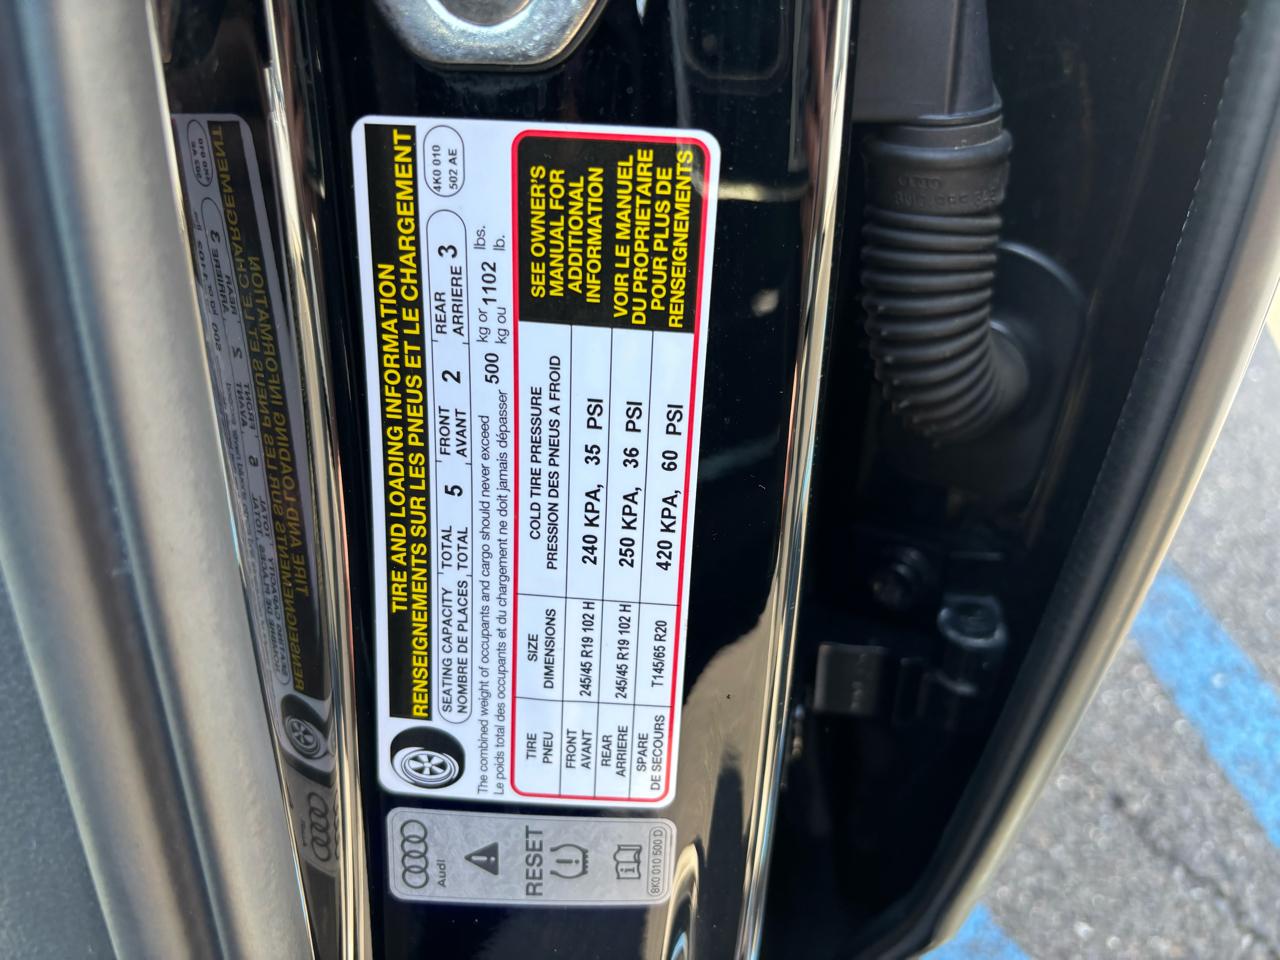 TIRE AND LOADING INFORMATION
RENSEIGNEMENTS SUR LES PNEUS ET LE CHARGEMENT
SEATING CAPACITY TOTAL 5 FRONT 2 REAR 3
NOMBRE DE PLACES TOTAL AVANT ARRIERE
4K0 010
502 AE
The combined weight of occupants and cargo should never exceed 500 kg or 1102 lbs.
Le poids total des occupants et du chargement ne doit jamais dépasser kg ou lb.
TIRE SIZE COLD TIRE PRESSURE
PNEU DIMENSIONS PRESSION DES PNEUS A FROID
FRONT
AVANT 245/45 R19 102 H 240 KPA, 35 PSI
REAR
ARRIERE 245/45 R19 102 H 250 KPA, 36 PSI
SPARE
DE SECOURS T145/65 R20 420 KPA, 60 PSI
SEE OWNER'S
MANUAL FOR
ADDITIONAL
INFORMATION
VOIR LE MANUEL
DU PROPRIETAIRE
POUR PLUS DE
RENSEIGNEMENTS
Audi
RESET
8K0 010 500 D